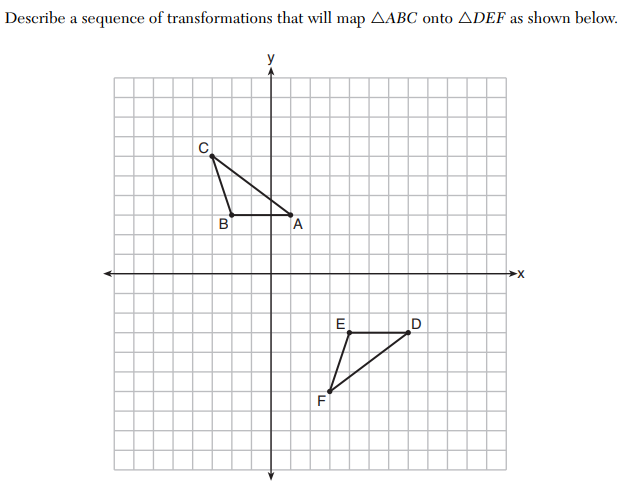 Describe a sequence of transformations that will map △ABC onto △DEF as shown below.
y
C
B
A
x
E
D
F